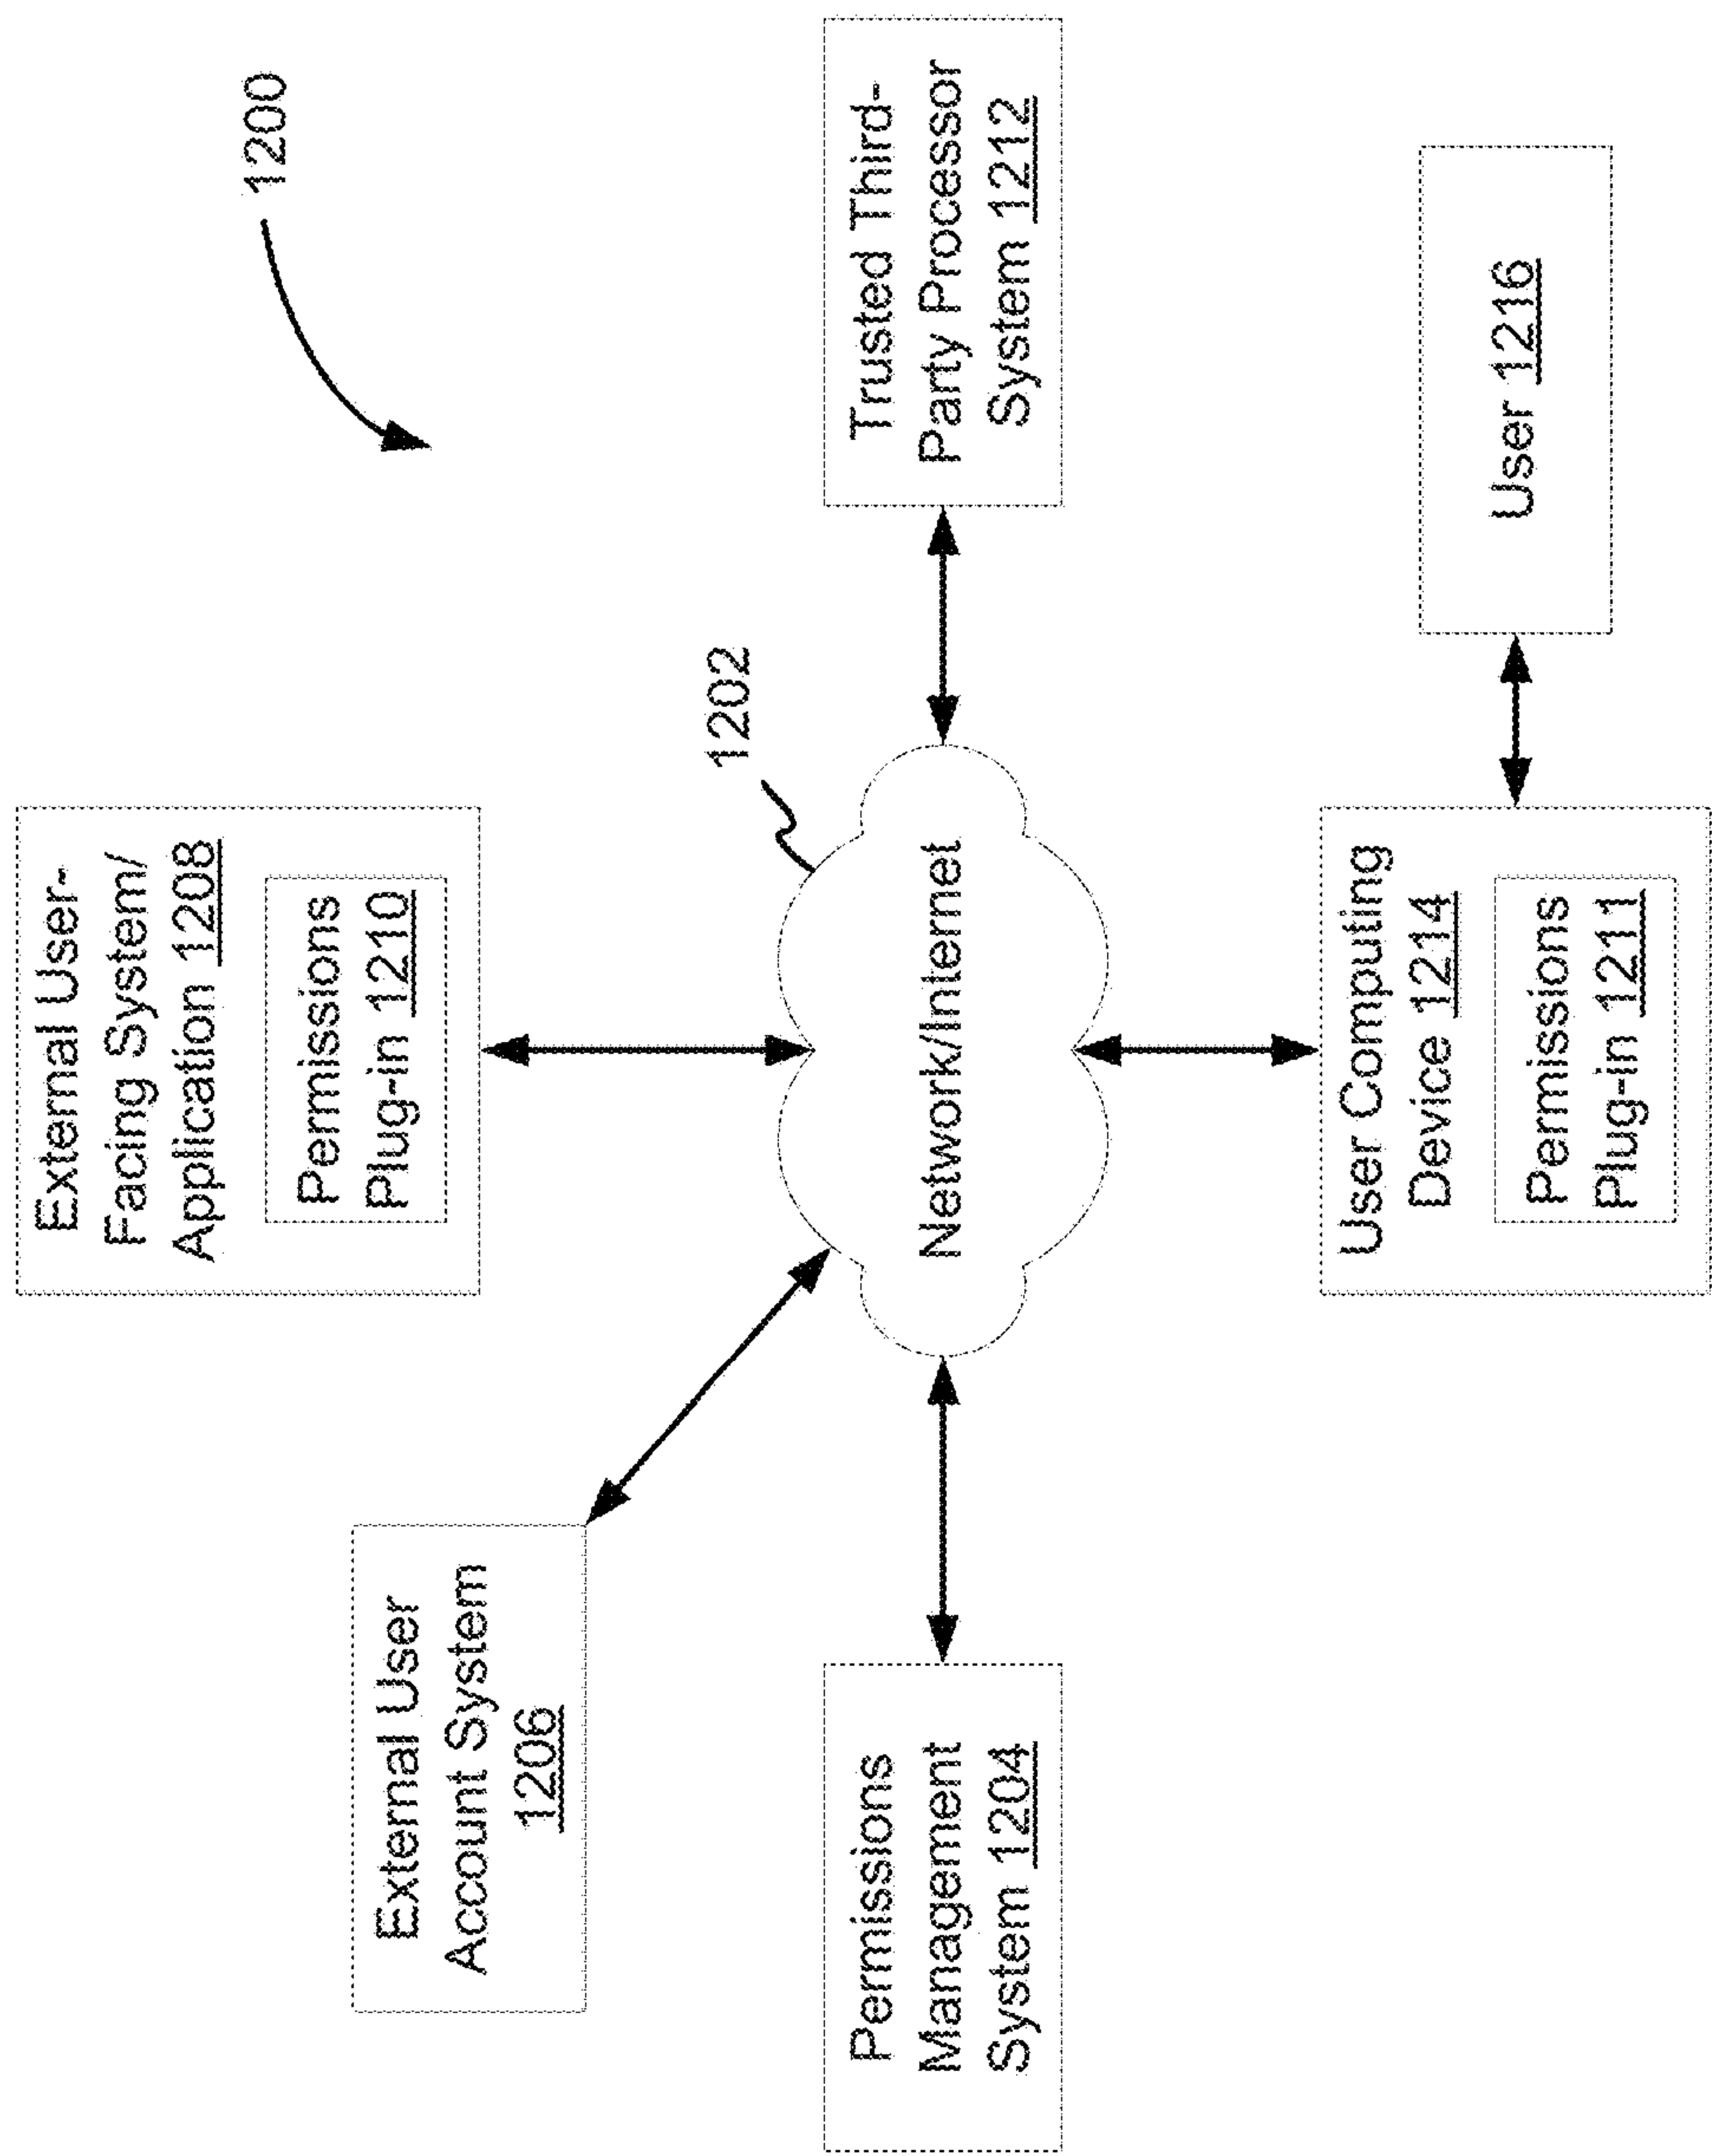 1200
External User-
Facing System/
Application 1208
Permissions
Plug-in 1210
External User
Account System
1206
1202
Permissions
Management
System 1204
Network/Internet
Trusted Third-
Party Processor
System 1212
User Computing
Device 1214
Permissions
Plug-in 1211
User 1216